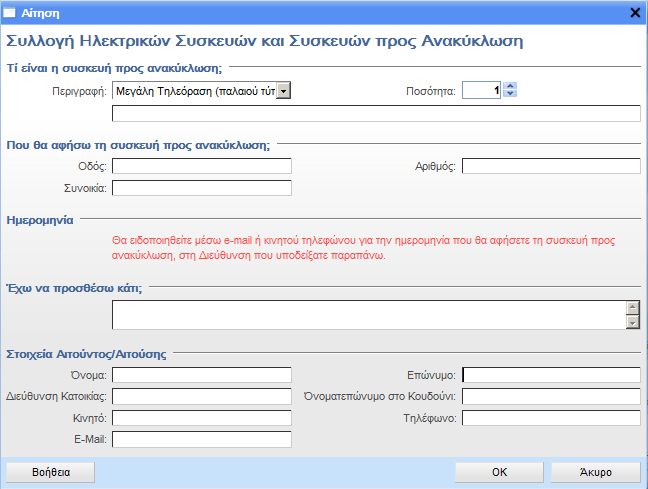 Αίτηση
Συλλογή Ηλεκτρικών Συσκευών και Συσκευών προς Ανακύκλωση
Τί είναι η συσκευή προς ανακύκλωση;
Περιγραφή: Μεγάλη Τηλεόραση (παλαιού τύπ Ποσότητα: 1
Που θα αφήσω τη συσκευή προς ανακύκλωση;
Οδός: Αριθμός:
Συνοικία:
Ημερομηνία
Θα ειδοποιηθείτε μέσω e-mail ή κινητού τηλεφώνου για την ημερομηνία που θα αφήσετε τη συσκευή προς
ανακύκλωση, στη Διεύθυνση που υποδείξατε παραπάνω.
Έχω να προσθέσω κάτι;
Στοιχεία Αιτούντος/Αιτούσης
Όνομα: Επώνυμο:
Διεύθυνση Κατοικίας: Όνοματεπώνυμο στο Κουδούνι:
Κινητό: Τηλέφωνο:
E-Mail:
Βοήθεια OK Άκυρο